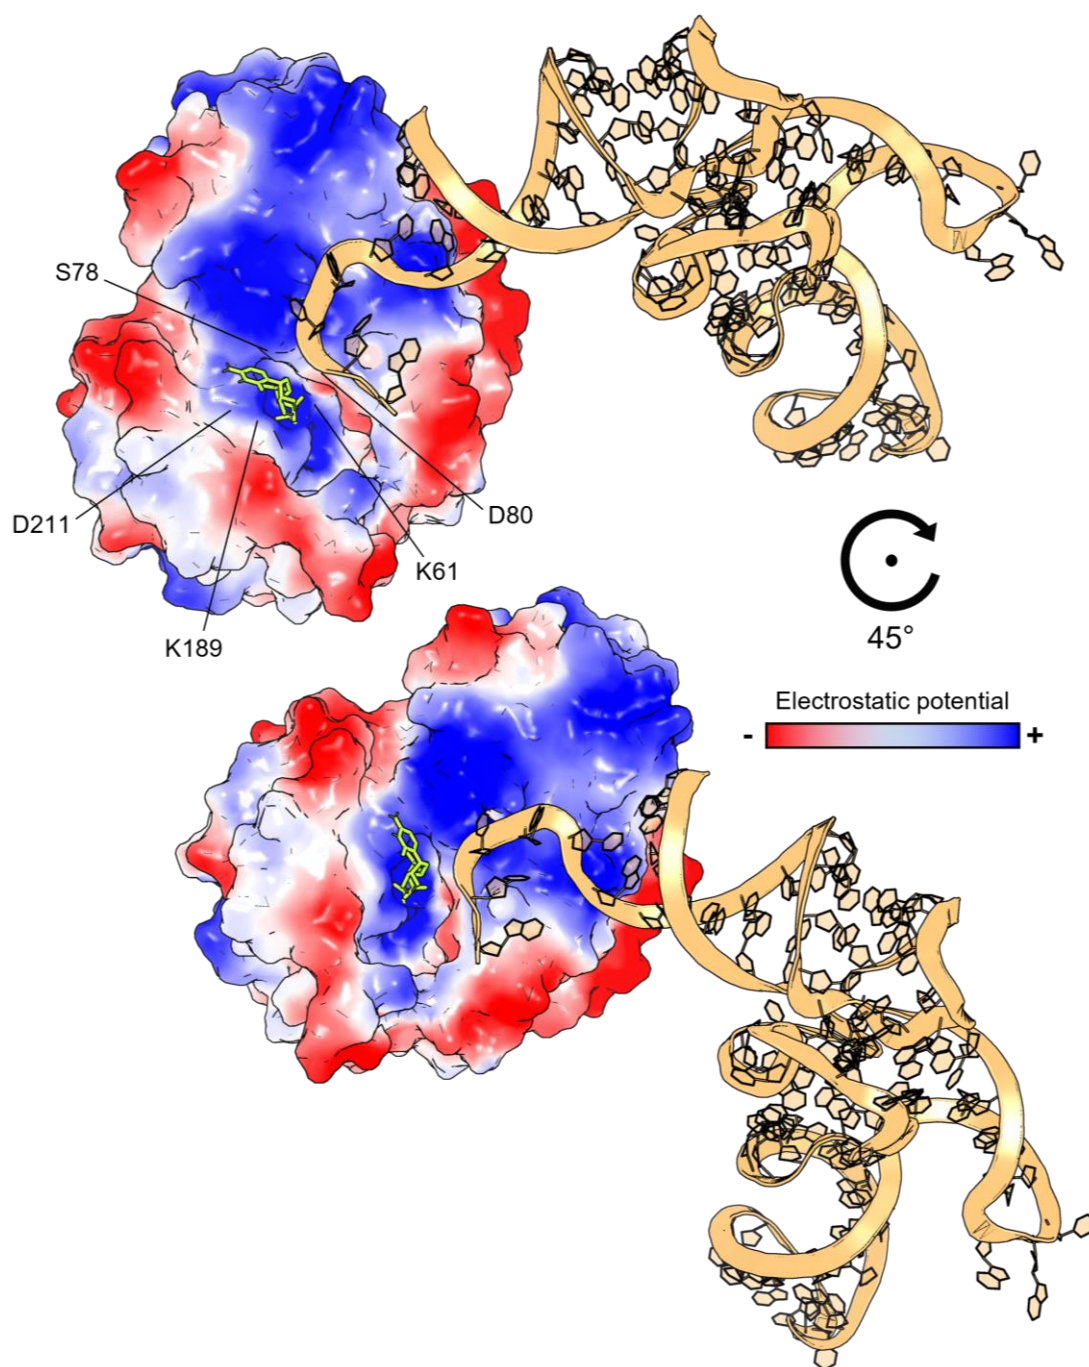 S78
D211
D80
K61
K189
45°
Electrostatic potential
- +